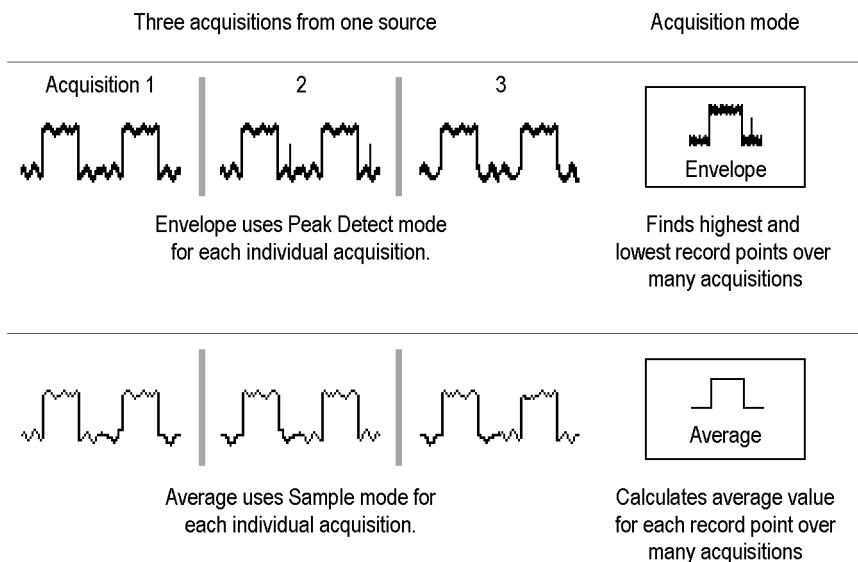 Three acquisitions from one source
Acquisition mode
Acquisition 1
2
3
Envelope
Envelope uses Peak Detect mode
for each individual acquisition.
Finds highest and
lowest record points over
many acquisitions
Average
Average uses Sample mode for
each individual acquisition.
Calculates average value
for each record point over
many acquisitions